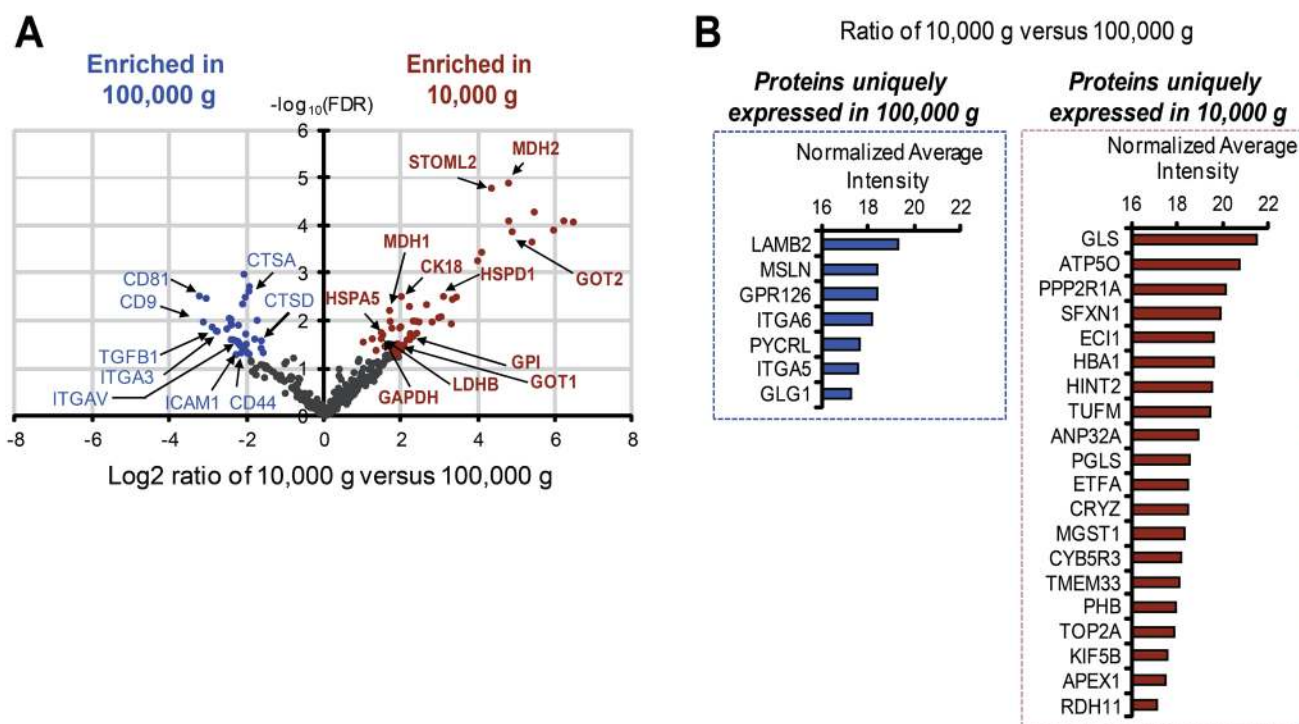 A
Enriched in
100,000 g
Enriched in
10,000 g
-log10(FDR)
6
5
4
3
2
1
0
-8
-6
-4
-2
0
2
4
6
8
STOML2
MDH2
MDH1
CK18
HSPD1
GOT2
HSPA5
GPI
GOT1
LDHB
GAPDH
CD81
CTSA
CD9
CTSD
TGFB1
ITGA3
ITGAV
ICAM1
CD44
Log2 ratio of 10,000 g versus 100,000 g
B
Ratio of 10,000 g versus 100,000 g
Proteins uniquely
expressed in 100,000 g
Normalized Average
Intensity
16 18 20 22
LAMB2
MSLN
GPR126
ITGA6
PYCRL
ITGA5
GLG1
Proteins uniquely
expressed in 10,000 g
Normalized Average
Intensity
16 18 20 22
GLS
ATP5O
PPP2R1A
SFXN1
ECI1
HBA1
HINT2
TUFM
ANP32A
PGLS
ETFA
CRYZ
MGST1
CYB5R3
TMEM33
PHB
TOP2A
KIF5B
APEX1
RDH11